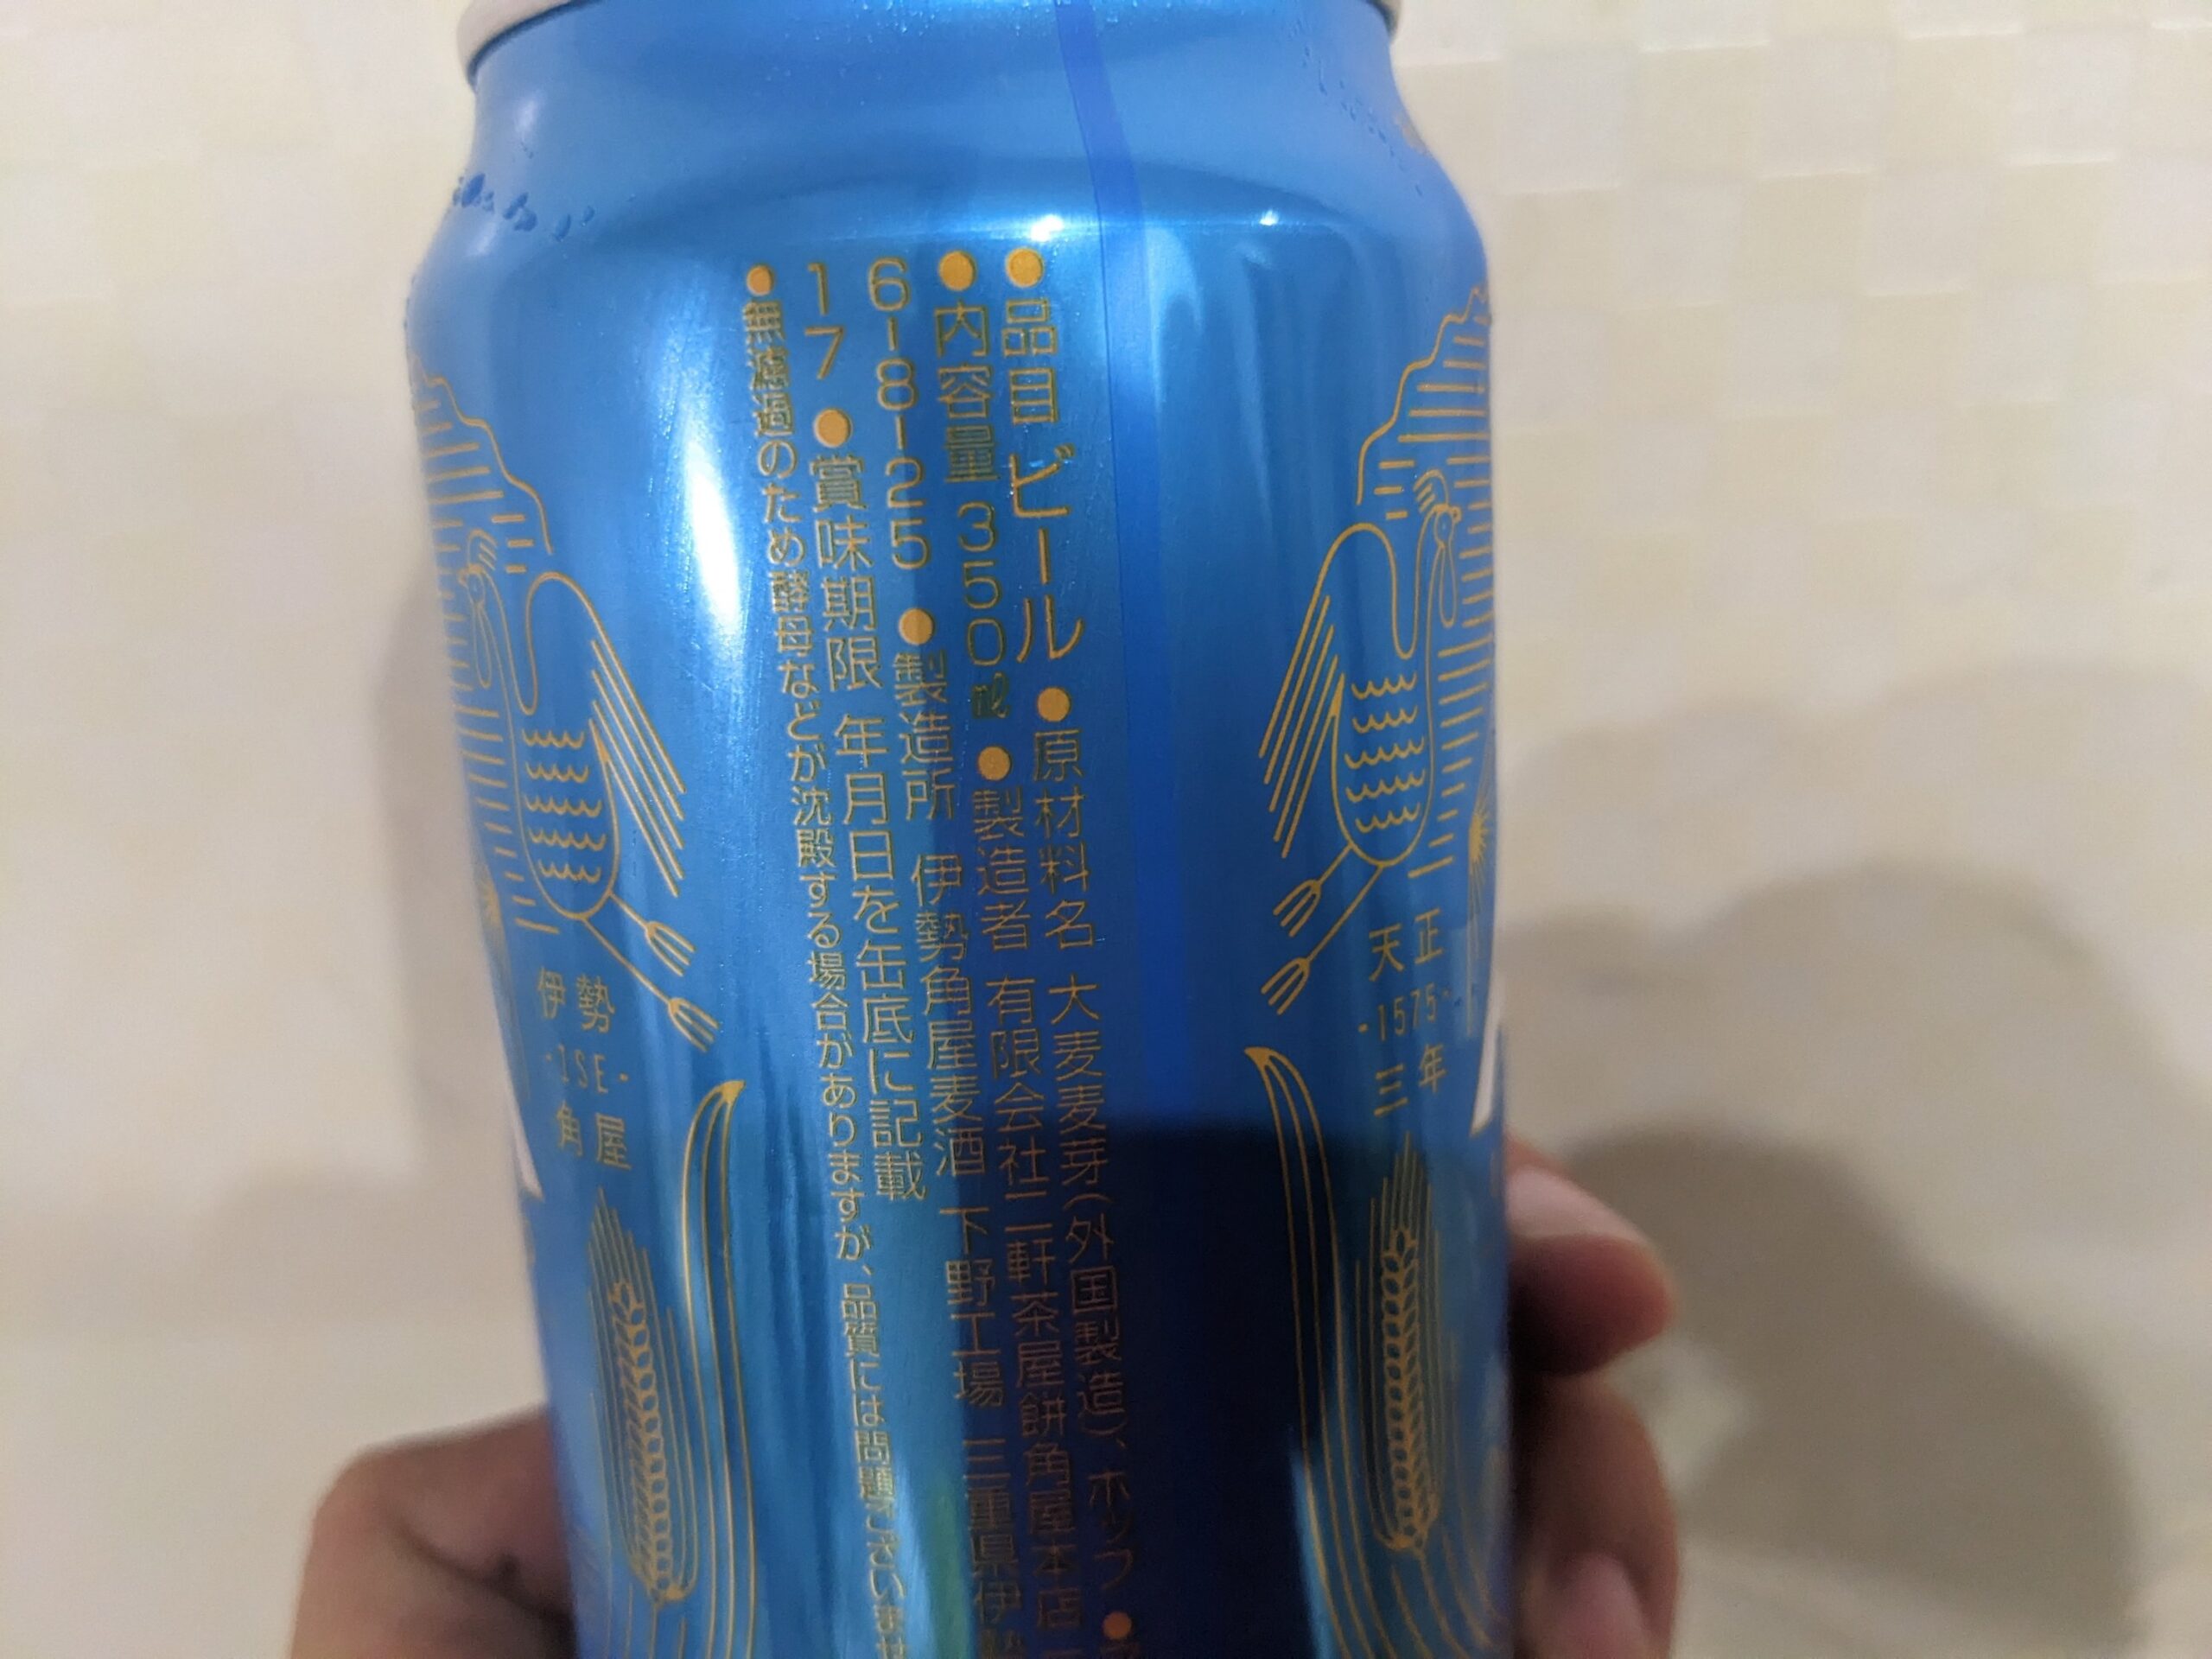 ●品目 ビール ●原材料名 大麦麦芽(外国製造)、ホップ ●
●内容量 350㎖ ●製造者 有限会社二軒茶屋餅角屋本店
6-8-25 ●製造所 伊勢角屋麦酒 下野工場 三重県伊勢
17 ●賞味期限 年月日を缶底に記載
●無濾過のため酵母などが沈殿する場合がありますが、品質には問題ございませ
天正
・1575・
三年
伊勢
・ISE・
角屋